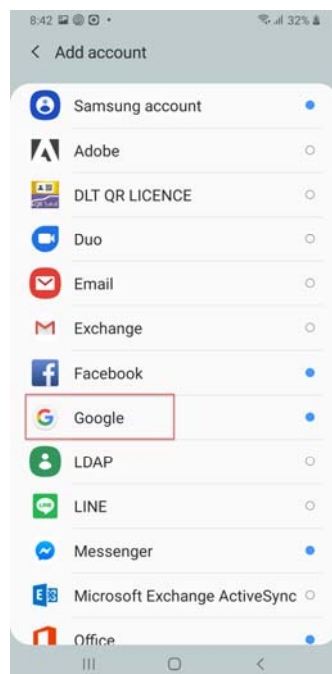 8:42
32%
Add account
Samsung account
Adobe
DLT QR LICENCE
Duo
Email
Exchange
Facebook
Google
LDAP
LINE
Messenger
Microsoft Exchange ActiveSync
Office